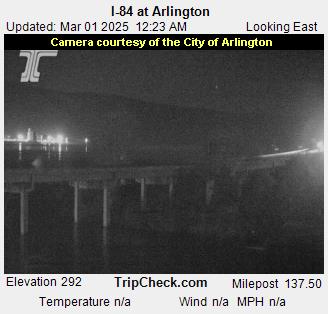 I-84 at Arlington
Updated: Mar 01 2025 12:23 AM Looking East
Camera courtesy of the City of Arlington
Elevation 292 TripCheck.com Milepost 137.50
Temperature n/a Wind n/a MPH n/a